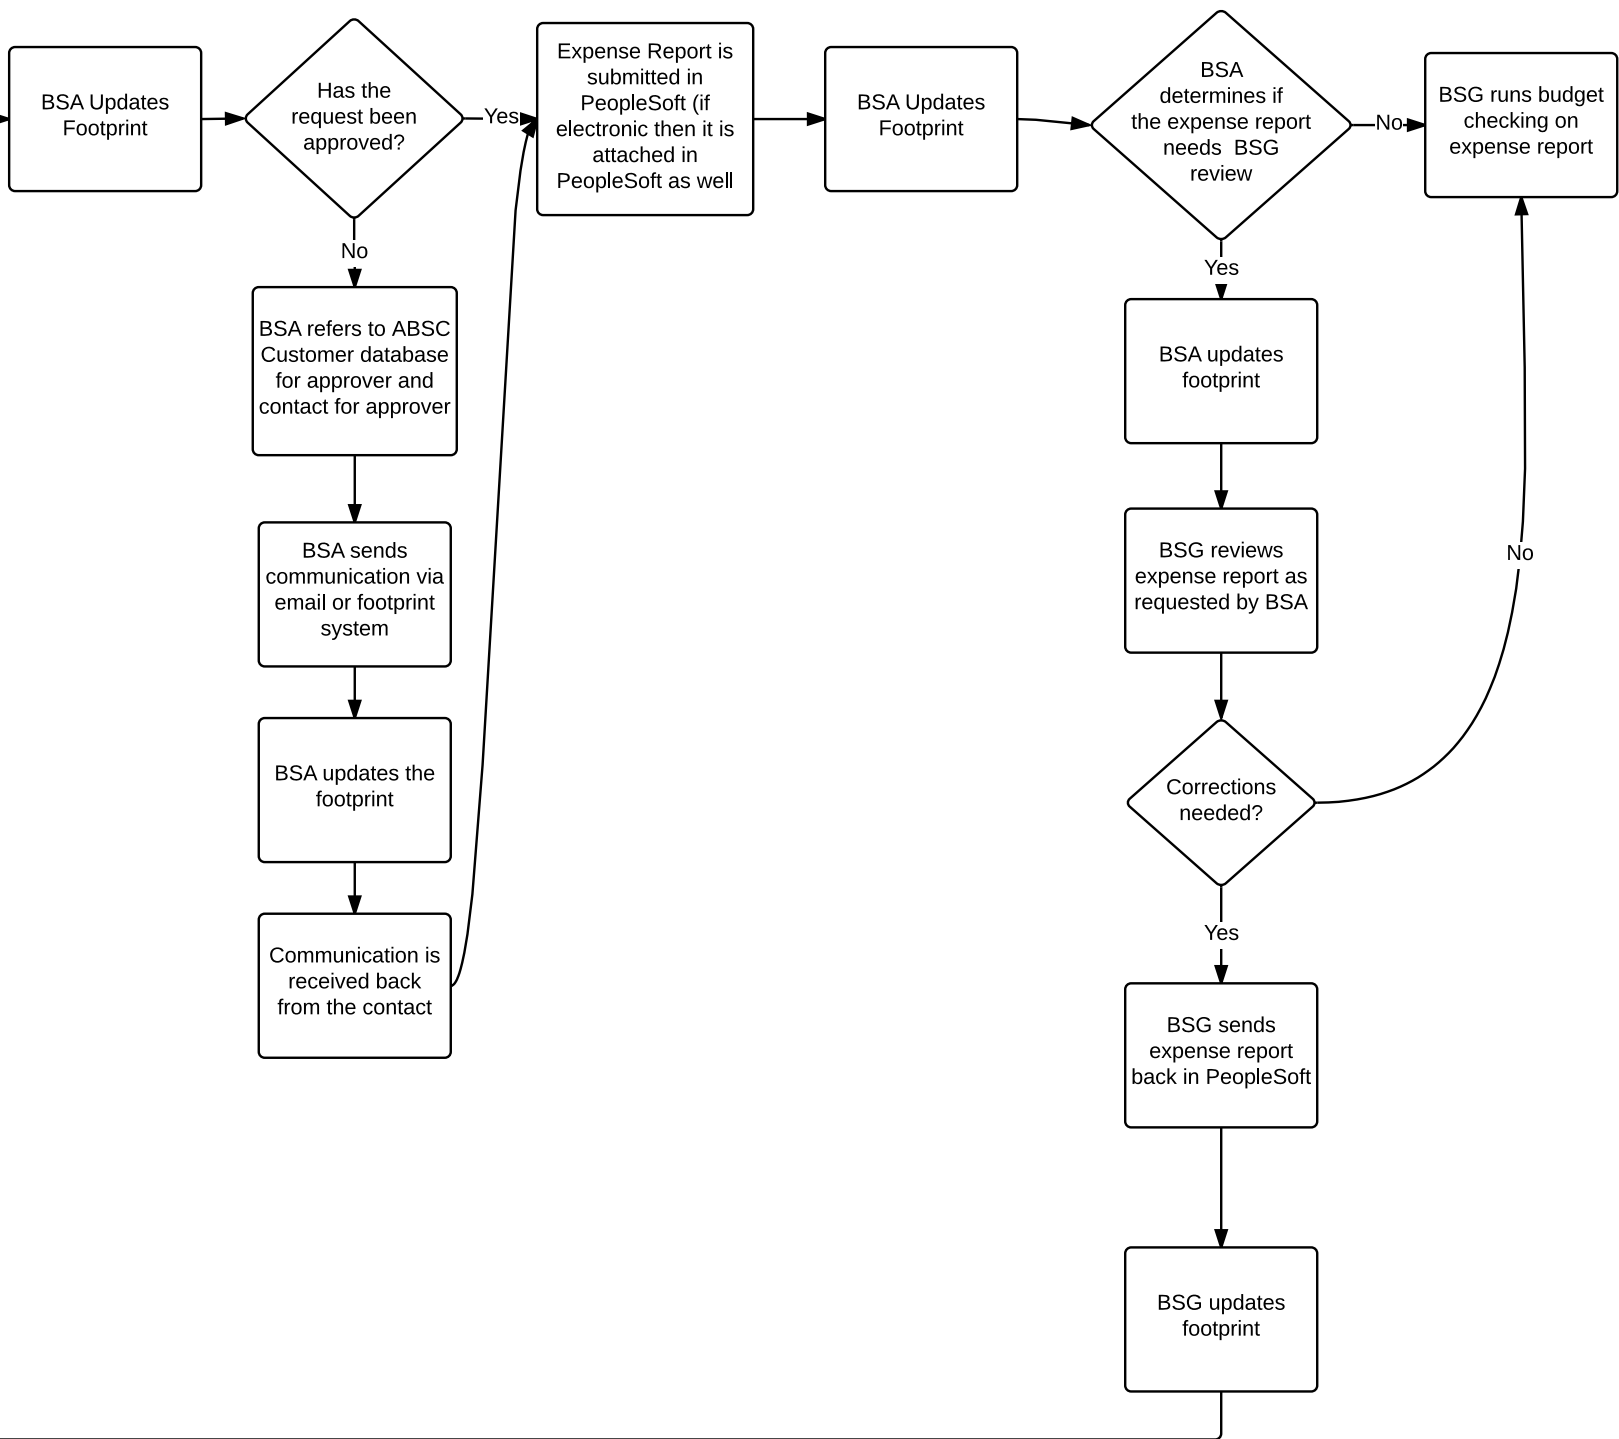 BSA Updates
Footprint
Has the
request been
approved?
Yes
Expense Report is
submitted in
PeopleSoft (if
electronic then it is
attached in
PeopleSoft as well
BSA Updates
Footprint
BSA
determines if
the expense report
needs  BSG
review
No
BSG runs budget
checking on
expense report
No
BSA refers to ABSC
Customer database
for approver and
contact for approver
BSA sends
communication via
email or footprint
system
BSA updates the
footprint
Communication is
received back
from the contact
Yes
BSA updates
footprint
BSG reviews
expense report as
requested by BSA
Corrections
needed?
No
Yes
BSG sends
expense report
back in PeopleSoft
BSG updates
footprint